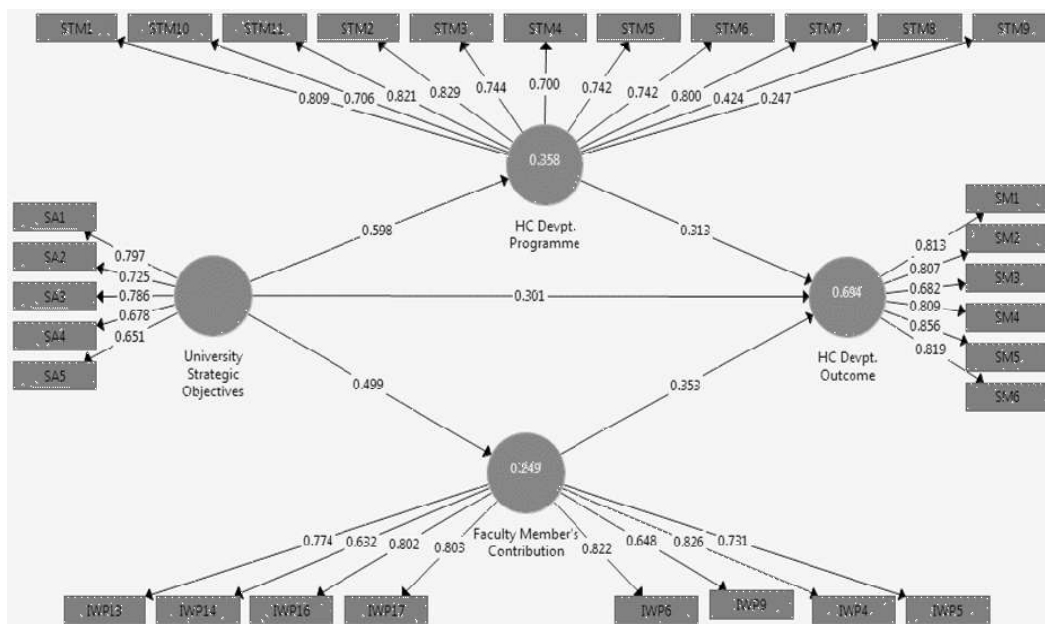 STM1 STM10 STM11 STM2 STM3 STM4 STM5 STM6 STM7 STM8 STM9
0.809 0.706 0.821 0.829 0.744 0.700 0.742 0.742 0.800 0.424 0.247
0.358
HC Devpt.
Programme
SA1
SA2
SA3
SA4
SA5
0.797
0.725
0.786
0.678
0.651
University
Strategic
Objectives
0.598
0.301
0.499
0.313
0.353
0.694
HC Devpt.
Outcome
0.813
0.807
0.682
0.809
0.856
0.819
SM1
SM2
SM3
SM4
SM5
SM6
0.249
Faculty Member's
Contribution
0.774 0.632 0.802 0.803 0.822 0.648 0.826 0.731
IWP13 IWP14 IWP16 IWP17 IWP6 IWP9 IWP4 IWP5